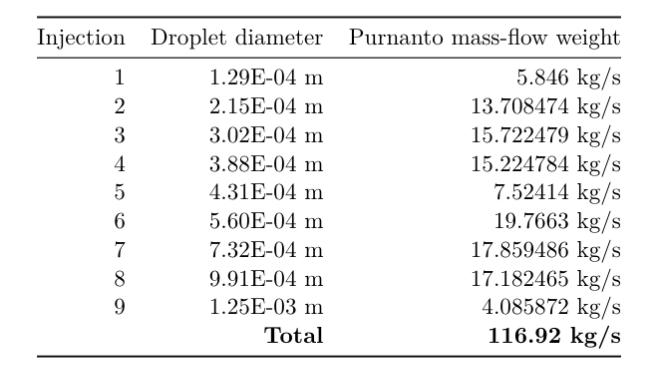 Injection Droplet diameter Purnanto mass-flow weight
1 1.29E-04 m 5.846 kg/s
2 2.15E-04 m 13.708474 kg/s
3 3.02E-04 m 15.722479 kg/s
4 3.88E-04 m 15.224784 kg/s
5 4.31E-04 m 7.52414 kg/s
6 5.60E-04 m 19.7663 kg/s
7 7.32E-04 m 17.859486 kg/s
8 9.91E-04 m 17.182465 kg/s
9 1.25E-03 m 4.085872 kg/s
Total 116.92 kg/s